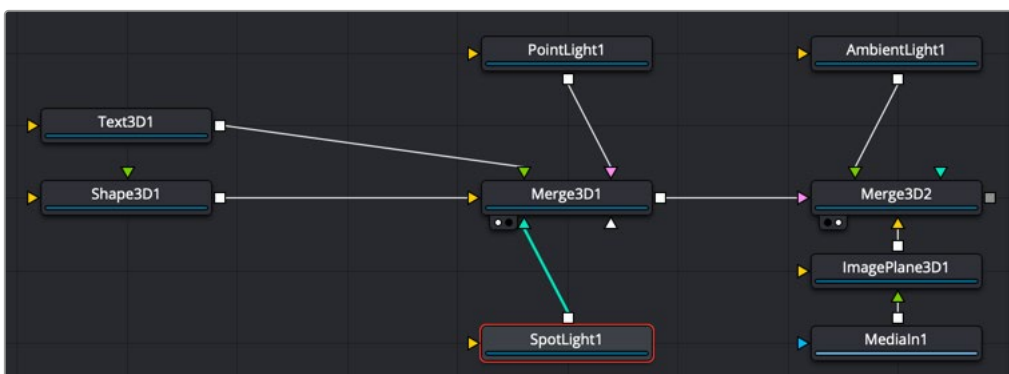 PointLight1
AmbientLight1
Text3D1
Shape3D1
Merge3D1
Merge3D2
ImagePlane3D1
SpotLight1
MediaIn1